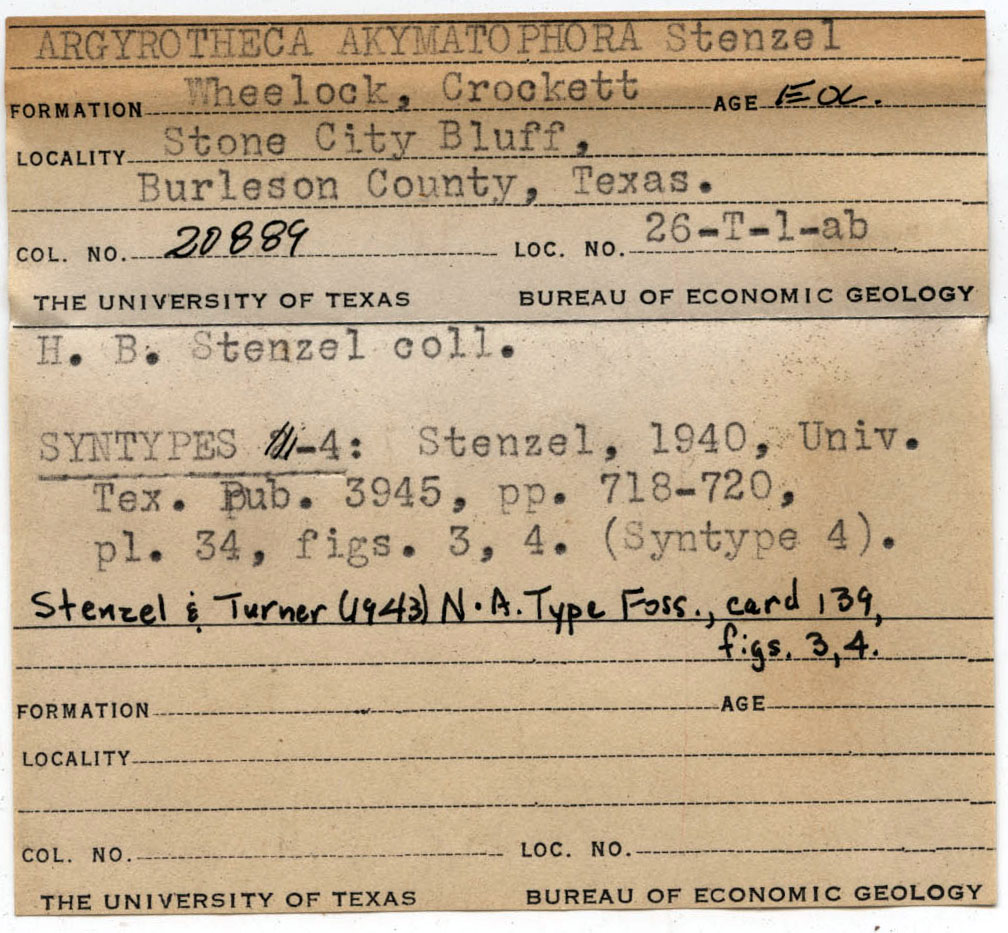 ARGYROTHECA AKYMATOPHORA Stenzel
FORMATION Wheelock, Crockett AGE Eoc.
LOCALITY Stone City Bluff,
Burleson County, Texas.
COL. NO. 20889 LOC. NO. 26-T-1-ab
THE UNIVERSITY OF TEXAS BUREAU OF ECONOMIC GEOLOGY
H. B. Stenzel coll.
SYNTYPES -4: Stenzel, 1940, Univ.
Tex. Pub. 3945, pp. 718-720,
pl. 34, figs. 3, 4. (Syntype 4).
Stenzel & Turner (1943) N.A. Type Foss., card 139,
figs. 3,4.
FORMATION AGE
LOCALITY
COL. NO. LOC. NO.
THE UNIVERSITY OF TEXAS BUREAU OF ECONOMIC GEOLOGY